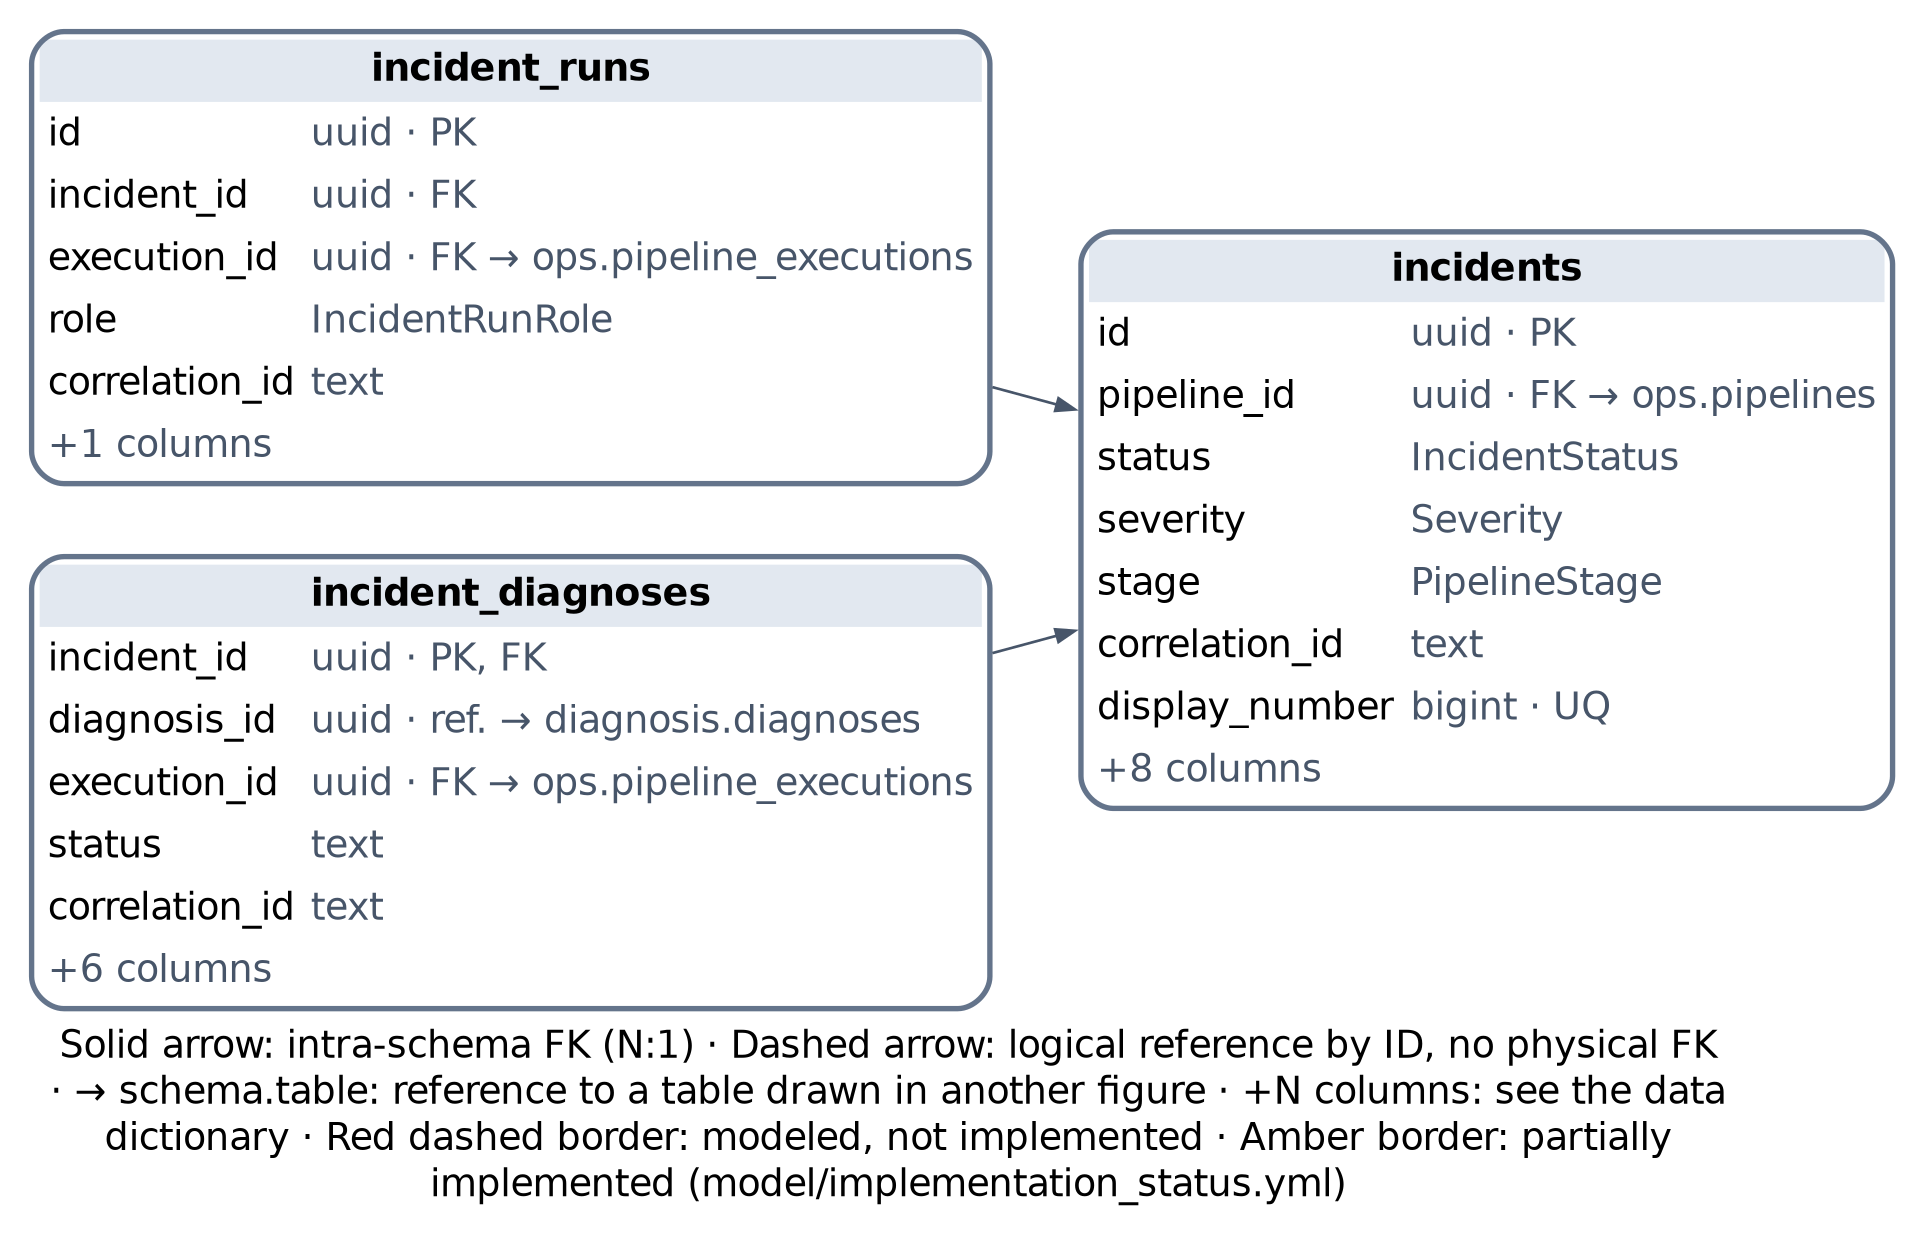 incident_runs
id uuid · PK
incident_id uuid · FK
execution_id uuid · FK → ops.pipeline_executions
role IncidentRunRole
correlation_id text
+1 columns
incident_diagnoses
incident_id uuid · PK, FK
diagnosis_id uuid · ref. → diagnosis.diagnoses
execution_id uuid · FK → ops.pipeline_executions
status text
correlation_id text
+6 columns
incidents
id uuid · PK
pipeline_id uuid · FK → ops.pipelines
status IncidentStatus
severity Severity
stage PipelineStage
correlation_id text
display_number bigint · UQ
+8 columns
Solid arrow: intra-schema FK (N:1) · Dashed arrow: logical reference by ID, no physical FK
· → schema.table: reference to a table drawn in another figure · +N columns: see the data
dictionary · Red dashed border: modeled, not implemented · Amber border: partially
implemented (model/implementation_status.yml)